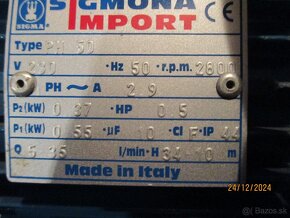 SIGMONA
SIGMA IMPORT CE
Type PH 50
V 230 · Hz 50 · r.p.m. 2800
PH ~ A 2 9
P2(kW) 0 37 · HP 0.5
P1(kW) 0 55 · µF 10 · Cl F · IP 44
Q 5 35 l/min - H 34 10 m
Made in Italy
24/12/2024
bazos.sk